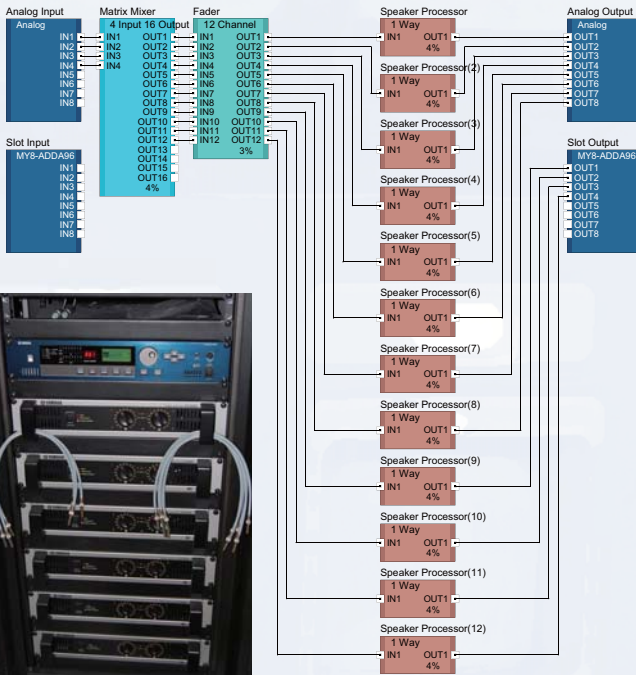 Analog Input
Analog
IN1
IN2
IN3
IN4
IN5
IN6
IN7
IN8
Slot Input
MY8-ADDA96
IN1
IN2
IN3
IN4
IN5
IN6
IN7
IN8
Matrix Mixer
4 Input 16 Output
IN1 OUT1
IN2 OUT2
IN3 OUT3
IN4 OUT4
OUT5
OUT6
OUT7
OUT8
OUT9
OUT10
OUT11
OUT12
OUT13
OUT14
OUT15
OUT16
4%
Fader
12 Channel
IN1 OUT1
IN2 OUT2
IN3 OUT3
IN4 OUT4
IN5 OUT5
IN6 OUT6
IN7 OUT7
IN8 OUT8
IN9 OUT9
IN10 OUT10
IN11 OUT11
IN12 OUT12
3%
Speaker Processor
1 Way
IN1 OUT1
4%
Speaker Processor(2)
1 Way
IN1 OUT1
4%
Speaker Processor(3)
1 Way
IN1 OUT1
4%
Speaker Processor(4)
1 Way
IN1 OUT1
4%
Speaker Processor(5)
1 Way
IN1 OUT1
4%
Speaker Processor(6)
1 Way
IN1 OUT1
4%
Speaker Processor(7)
1 Way
IN1 OUT1
4%
Speaker Processor(8)
1 Way
IN1 OUT1
4%
Speaker Processor(9)
1 Way
IN1 OUT1
4%
Speaker Processor(10)
1 Way
IN1 OUT1
4%
Speaker Processor(11)
1 Way
IN1 OUT1
4%
Speaker Processor(12)
1 Way
IN1 OUT1
4%
Analog Output
Analog
OUT1
OUT2
OUT3
OUT4
OUT5
OUT6
OUT7
OUT8
Slot Output
MY8-ADDA96
OUT1
OUT2
OUT3
OUT4
OUT5
OUT6
OUT7
OUT8